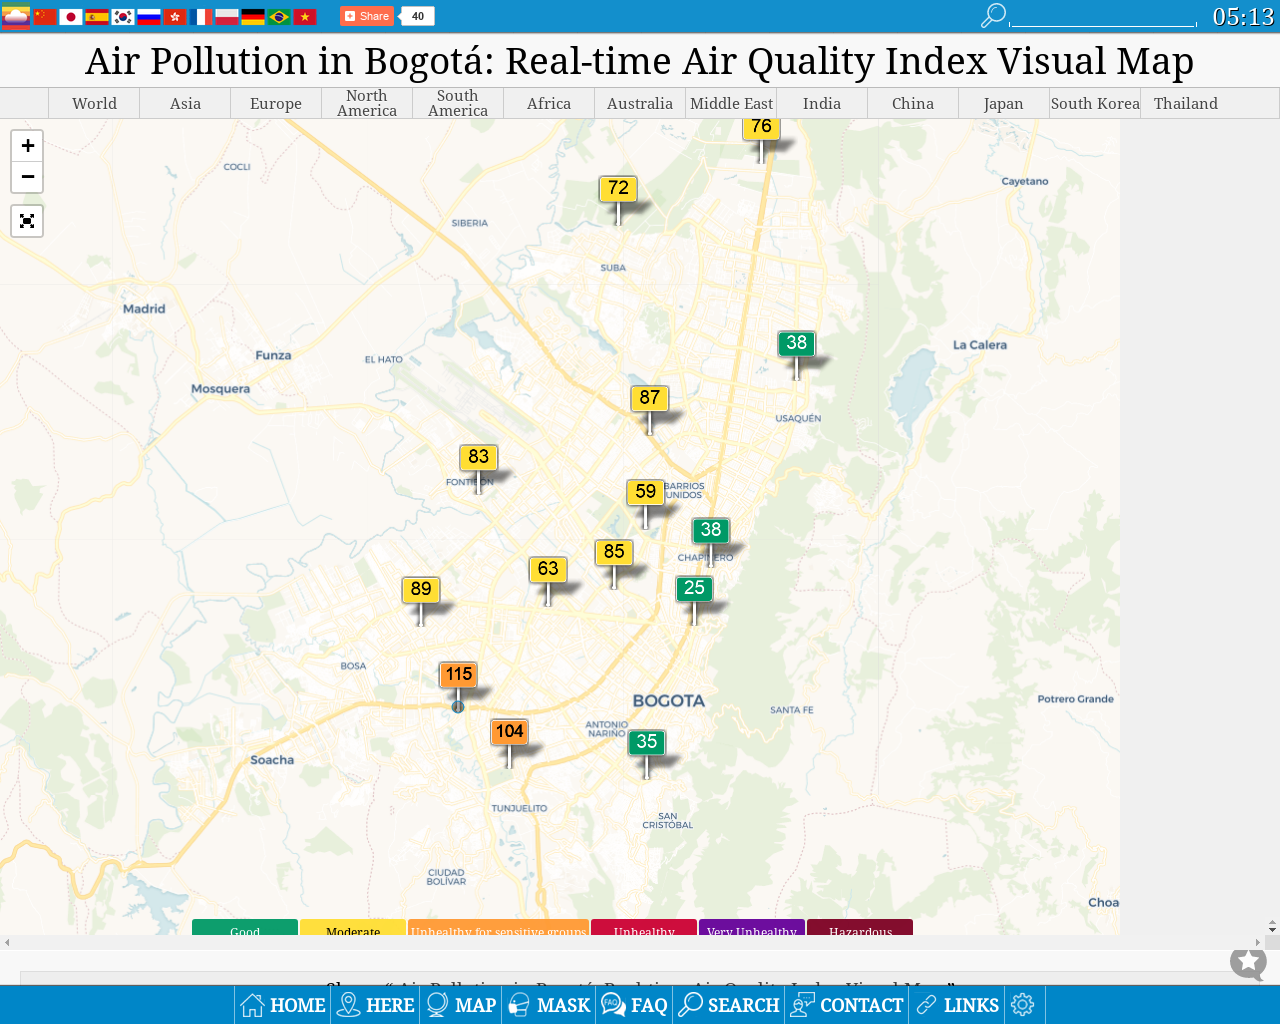 Share 40 05:13
Air Pollution in Bogotá: Real-time Air Quality Index Visual Map
World Asia Europe North America South America Africa Australia Middle East India China Japan South Korea Thailand
+
−
76
COCLI
Cayetano
72
SIBERIA
SUBA
Madrid
38
La Calera
Funza
EL HATO
Mosquera
87
USAQUÉN
83
FONTIBÓN
59
BARRIOS
UNIDOS
38
85
CHAPINERO
63
89
25
BOSA
115
BOGOTA
Potrero Grande
SANTA FE
104
ANTONIO
NARIÑO
35
Soacha
TUNJUELITO
SAN
CRISTÓBAL
CIUDAD
BOLÍVAR
Choa
Good Moderate Unhealthy for sensitive groups Unhealthy Very Unhealthy Hazardous
HOME HERE MAP MASK FAQ FAQ SEARCH CONTACT LINKS